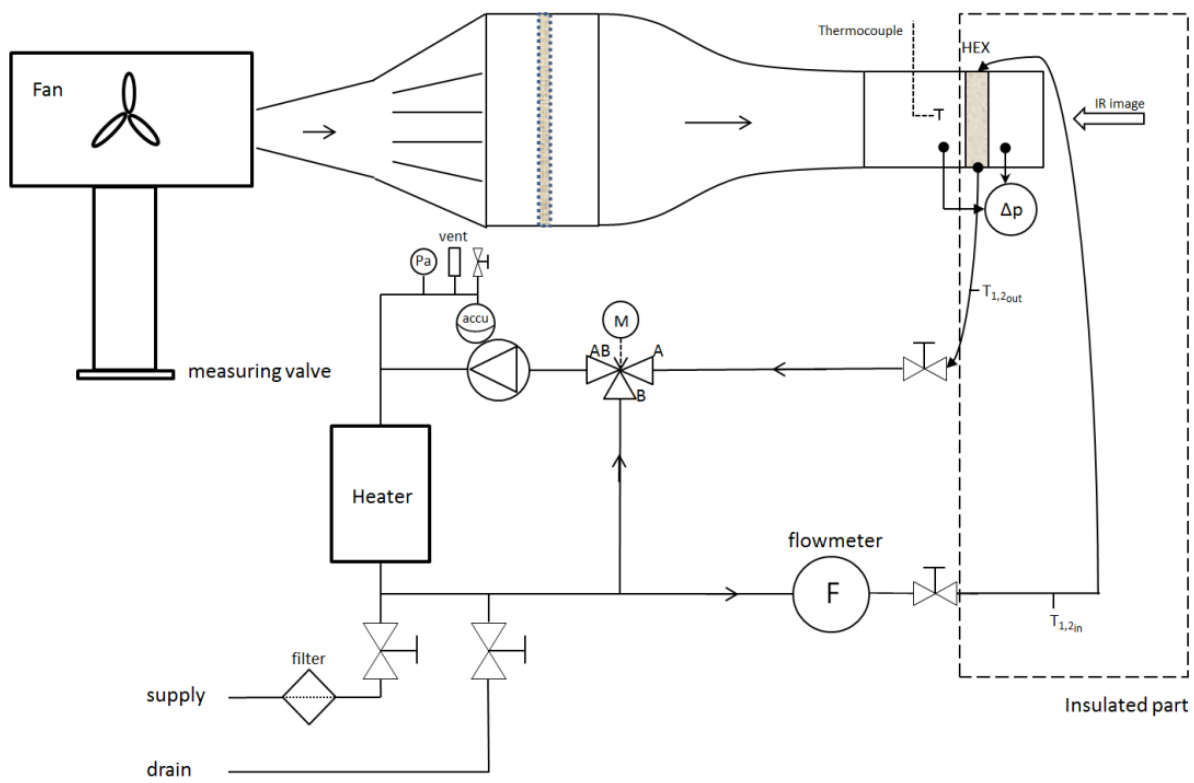 Fan
Thermocouple
HEX
IR image
Δp
vent
Pa
accu
M
AB
A
B
T1,2out
measuring valve
Heater
flowmeter
F
T1,2in
filter
supply
Insulated part
drain